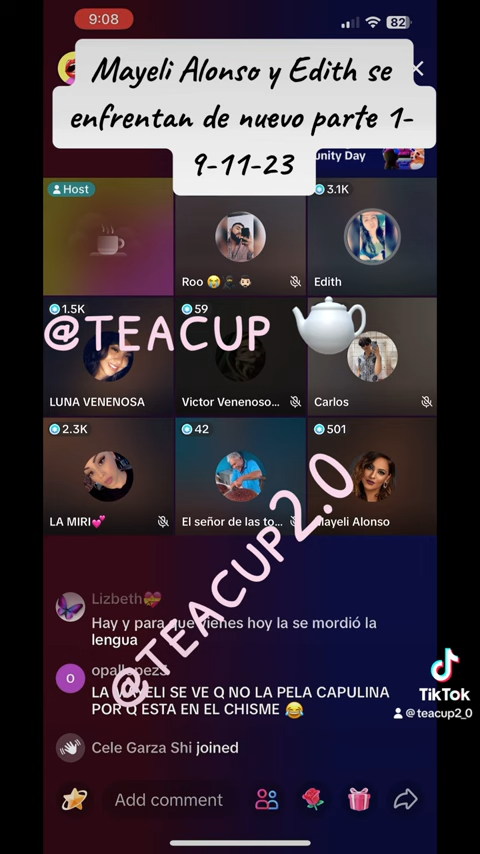 9:08
82
Mayeli Alonso y Edith se
enfrentan de nuevo parte 1-
9-11-23
unity Day
Host
3.1K
Roo
Edith
1.5K
59
@TEACUP
LUNA VENENOSA
Victor Venenoso...
Carlos
2.3K
42
501
LA MIRI
El señor de las to...
Mayeli Alonso
@TEACUP2.0
Lizbeth
Hay y para que vienes hoy la se mordió la
lengua
O
LA MAYELI SE VE Q NO LA PELA CAPULINA
POR Q ESTA EN EL CHISME
TikTok
@teacup2_0
Cele Garza Shi joined
Add comment